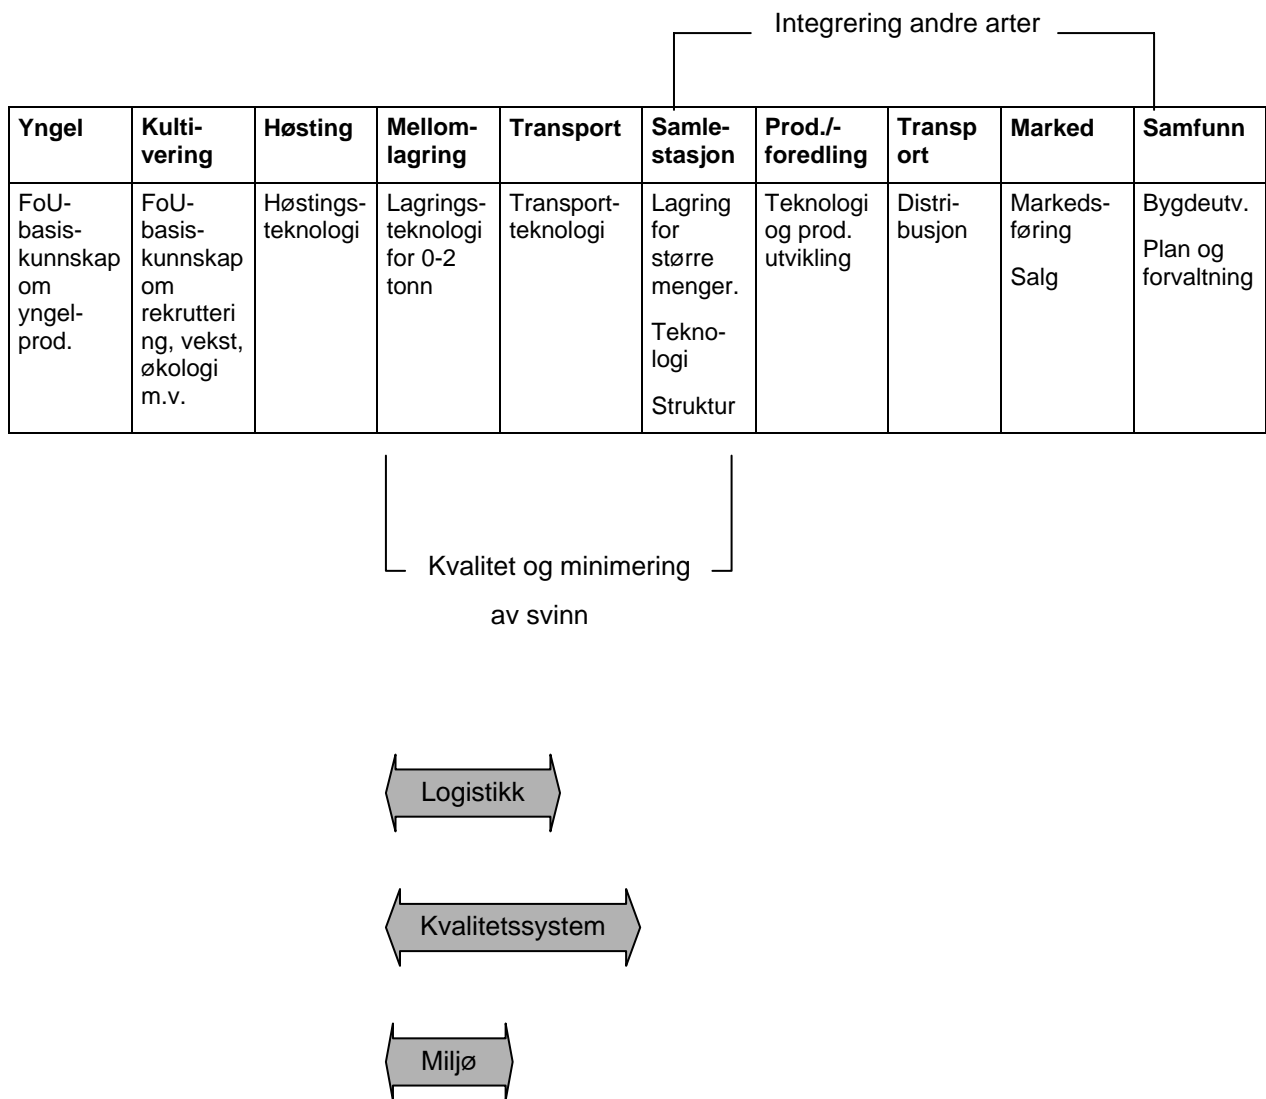 Integrering andre arter
Yngel
Kulti-
vering
Høsting
Mellom-
lagring
Transport
Samle-
stasjon
Prod./-
foredling
Transp
ort
Marked
Samfunn
FoU-
basis-
kunnskap
om
yngel-
prod.
FoU-
basis-
kunnskap
om
rekrutteri
ng, vekst,
økologi
m.v.
Høstings-
teknologi
Lagrings-
teknologi
for 0-2
tonn
Transport-
teknologi
Lagring
for
større
menger.
Tekno-
logi
Struktur
Teknologi
og prod.
utvikling
Distri-
busjon
Markeds-
føring
Salg
Bygdeutv.
Plan og
forvaltning
Kvalitet og minimering
av svinn
Logistikk
Kvalitetssystem
Miljø